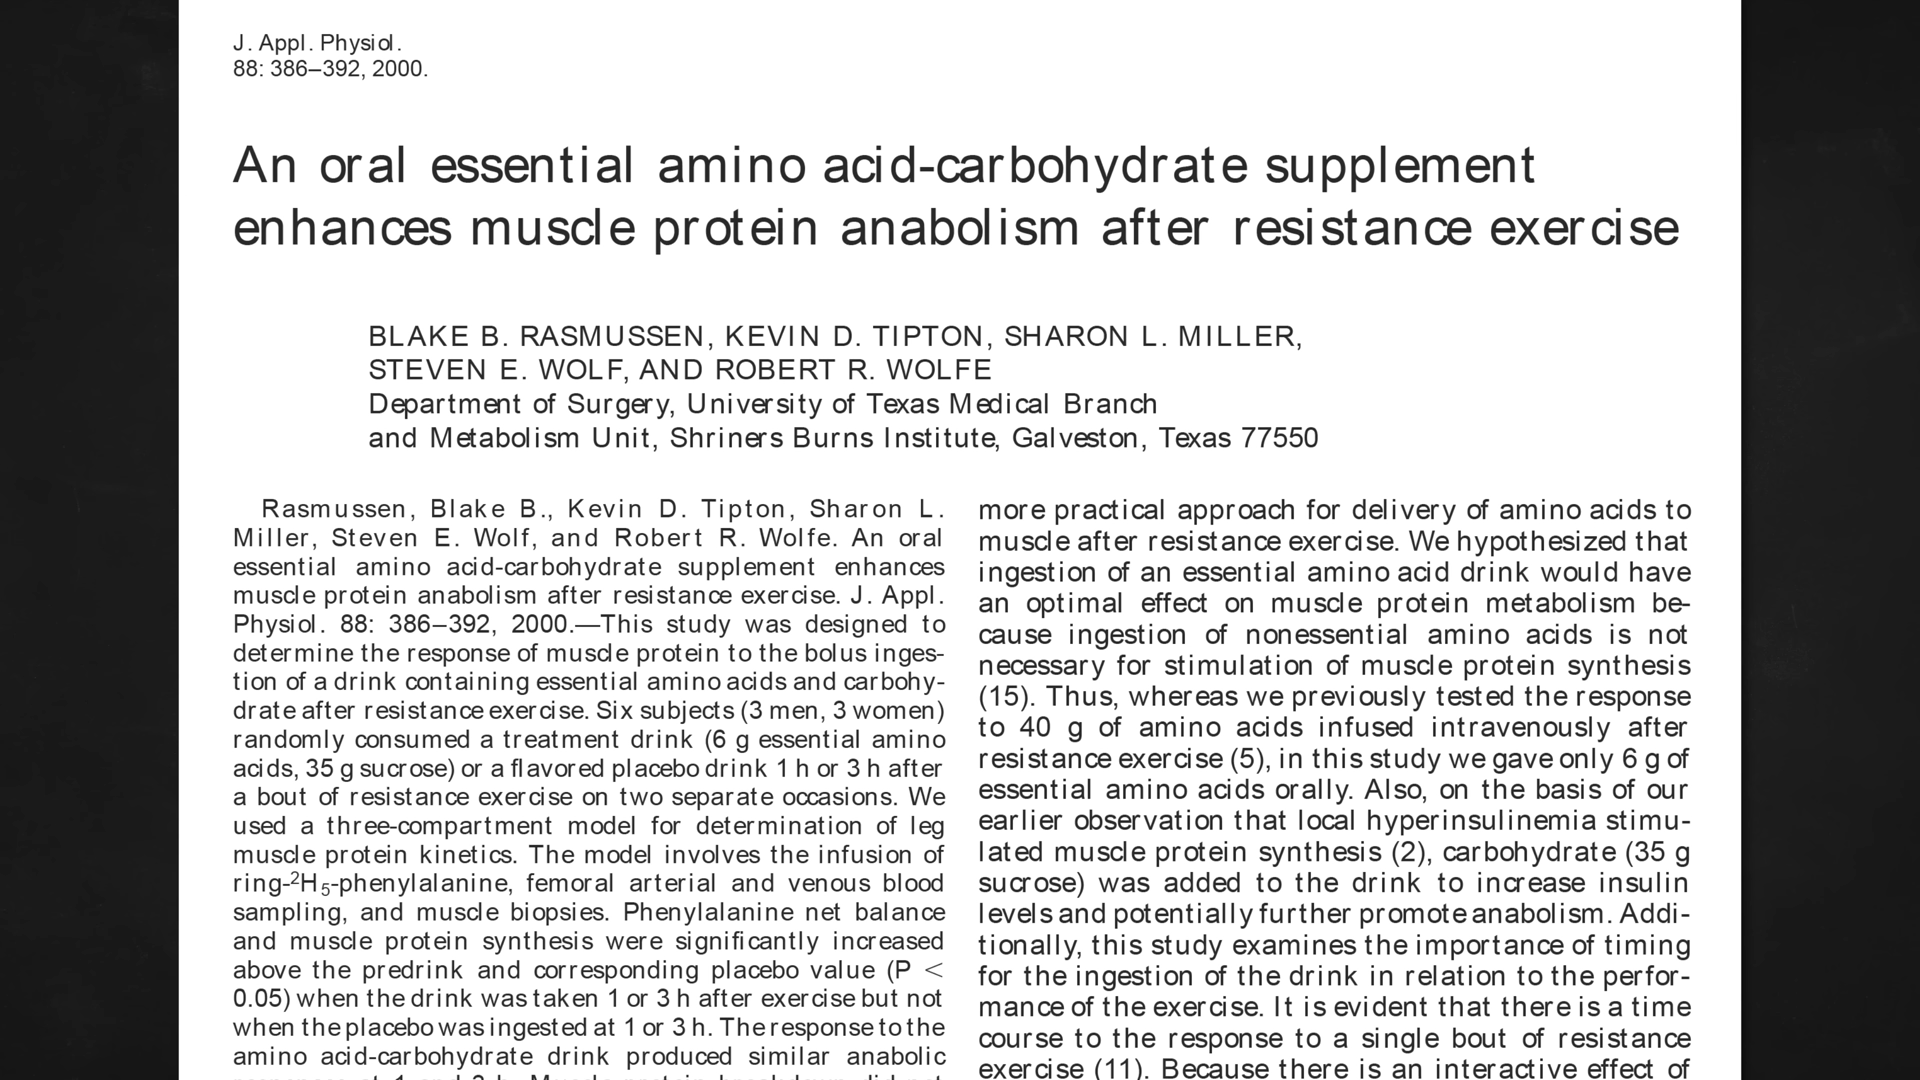 J. Appl. Physiol.
88: 386–392, 2000.
An oral essential amino acid-carbohydrate supplement
enhances muscle protein anabolism after resistance exercise
BLAKE B. RASMUSSEN, KEVIN D. TIPTON, SHARON L. MILLER,
STEVEN E. WOLF, AND ROBERT R. WOLFE
Department of Surgery, University of Texas Medical Branch
and Metabolism Unit, Shriners Burns Institute, Galveston, Texas 77550
Rasmussen, Blake B., Kevin D. Tipton, Sharon L.
Miller, Steven E. Wolf, and Robert R. Wolfe. An oral
essential amino acid-carbohydrate supplement enhances
muscle protein anabolism after resistance exercise. J. Appl.
Physiol. 88: 386–392, 2000.—This study was designed to
determine the response of muscle protein to the bolus inges-
tion of a drink containing essential amino acids and carbohy-
drate after resistance exercise. Six subjects (3 men, 3 women)
randomly consumed a treatment drink (6 g essential amino
acids, 35 g sucrose) or a flavored placebo drink 1 h or 3 h after
a bout of resistance exercise on two separate occasions. We
used a three-compartment model for determination of leg
muscle protein kinetics. The model involves the infusion of
ring-²H₅-phenylalanine, femoral arterial and venous blood
sampling, and muscle biopsies. Phenylalanine net balance
and muscle protein synthesis were significantly increased
above the predrink and corresponding placebo value (P <
0.05) when the drink was taken 1 or 3 h after exercise but not
when the placebo was ingested at 1 or 3 h. The response to the
amino acid-carbohydrate drink produced similar anabolic
more practical approach for delivery of amino acids to
muscle after resistance exercise. We hypothesized that
ingestion of an essential amino acid drink would have
an optimal effect on muscle protein metabolism be-
cause ingestion of nonessential amino acids is not
necessary for stimulation of muscle protein synthesis
(15). Thus, whereas we previously tested the response
to 40 g of amino acids infused intravenously after
resistance exercise (5), in this study we gave only 6 g of
essential amino acids orally. Also, on the basis of our
earlier observation that local hyperinsulinemia stimu-
lated muscle protein synthesis (2), carbohydrate (35 g
sucrose) was added to the drink to increase insulin
levels and potentially further promote anabolism. Addi-
tionally, this study examines the importance of timing
for the ingestion of the drink in relation to the perfor-
mance of the exercise. It is evident that there is a time
course to the response to a single bout of resistance
exercise (11). Because there is an interactive effect of